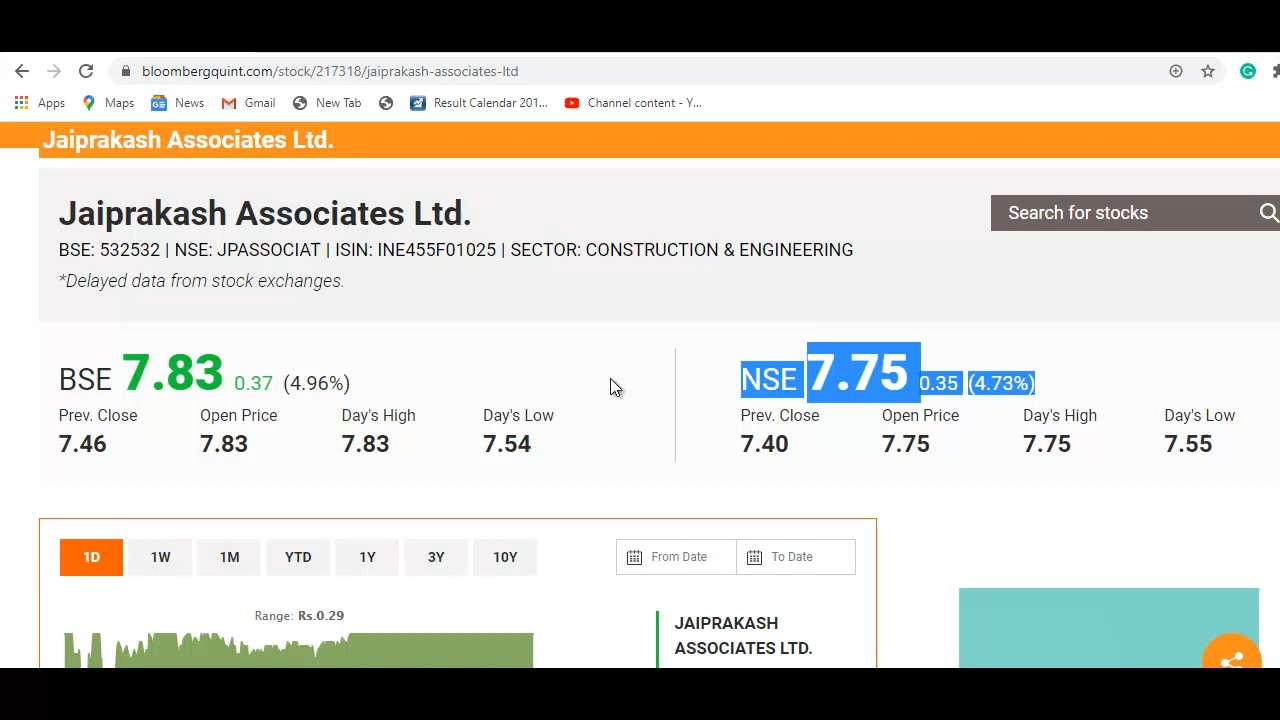 bloombergquint.com/stock/217318/jaiprakash-associates-ltd
Apps Maps News Gmail New Tab Result Calendar 201... Channel content - Y...
Jaiprakash Associates Ltd.
Jaiprakash Associates Ltd.
Search for stocks
BSE: 532532 | NSE: JPASSOCIAT | ISIN: INE455F01025 | SECTOR: CONSTRUCTION & ENGINEERING
*Delayed data from stock exchanges.
BSE 7.83 0.37 (4.96%)
Prev. Close Open Price Day's High Day's Low
7.46 7.83 7.83 7.54
NSE 7.75 0.35 (4.73%)
Prev. Close Open Price Day's High Day's Low
7.40 7.75 7.75 7.55
1D 1W 1M YTD 1Y 3Y 10Y
From Date To Date
Range: Rs.0.29
JAIPRAKASH
ASSOCIATES LTD.